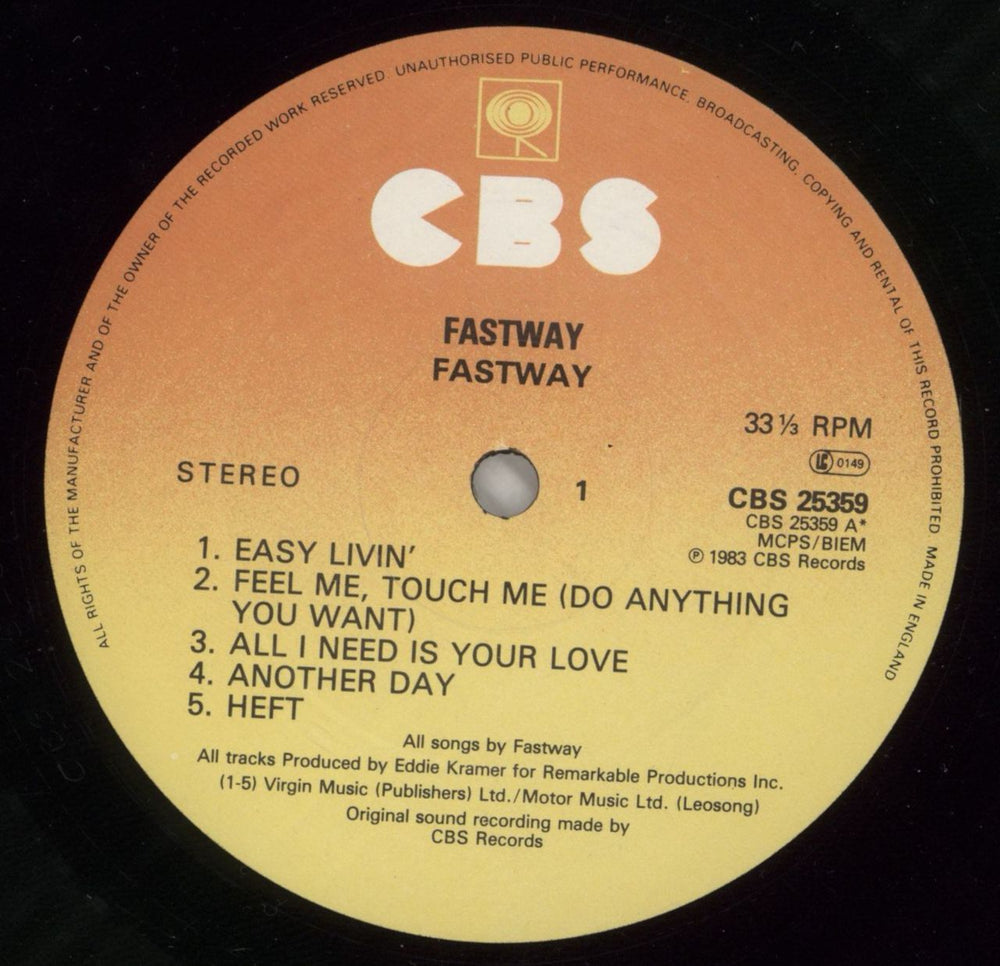 ALL RIGHTS OF THE MANUFACTURER AND OF THE OWNER OF THE RECORDED WORK RESERVED. UNAUTHORISED PUBLIC PERFORMANCE, BROADCASTING, COPYING AND RENTAL OF THIS RECORD PROHIBITED MADE IN ENGLAND
CBS
FASTWAY
FASTWAY
33⅓ RPM
LC 0149
STEREO
1
CBS 25359
CBS 25359 A*
MCPS/BIEM
℗ 1983 CBS Records
1. EASY LIVIN'
2. FEEL ME, TOUCH ME (DO ANYTHING
YOU WANT)
3. ALL I NEED IS YOUR LOVE
4. ANOTHER DAY
5. HEFT
All songs by Fastway
All tracks Produced by Eddie Kramer for Remarkable Productions Inc.
(1-5) Virgin Music (Publishers) Ltd./Motor Music Ltd. (Leosong)
Original sound recording made by
CBS Records